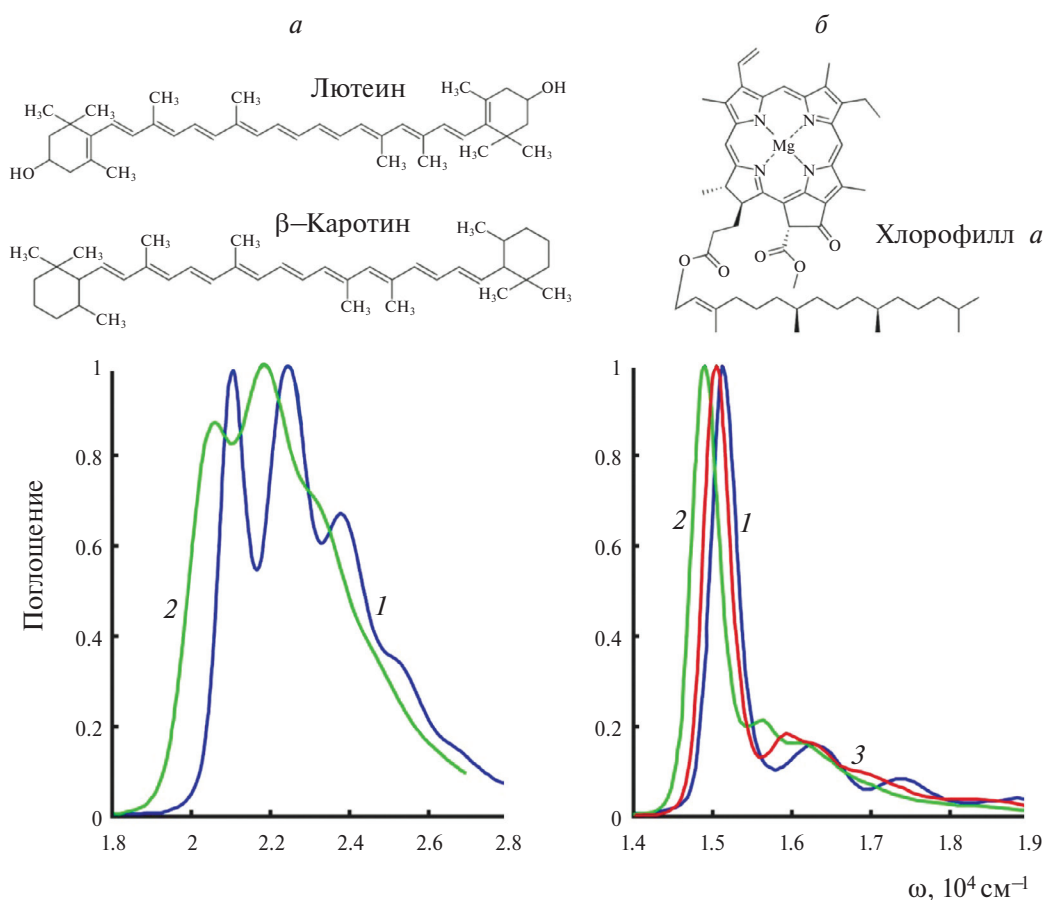 а
б
Лютеин
CH₃
CH₃
H₃C
CH₃
H₃C
OH
CH₃
HO
CH₃
CH₃
H₃C
CH₃
β–Каротин
H₃C
CH₃
CH₃
CH₃
H₃C
CH₃
CH₃
CH₃
H₃C
CH₃
N
N
Mg
N
N
O
O
O
O
O
Хлорофилл а
Поглощение
1
0.8
0.6
0.4
0.2
0
1.8
2.0
2.2
2.4
2.6
2.8
2
1
1
0.8
0.6
0.4
0.2
0
1.4
1.5
1.6
1.7
1.8
1.9
2
1
3
ω, 10⁴ см⁻¹